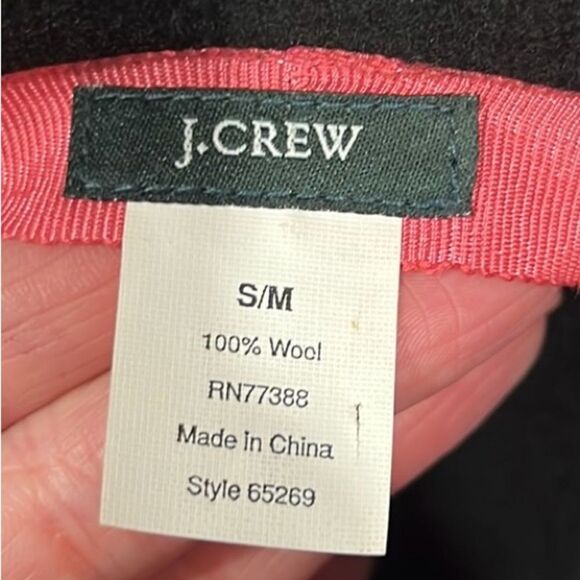 J.CREW
S/M
100% Wool
RN77388
Made in China
Style 65269